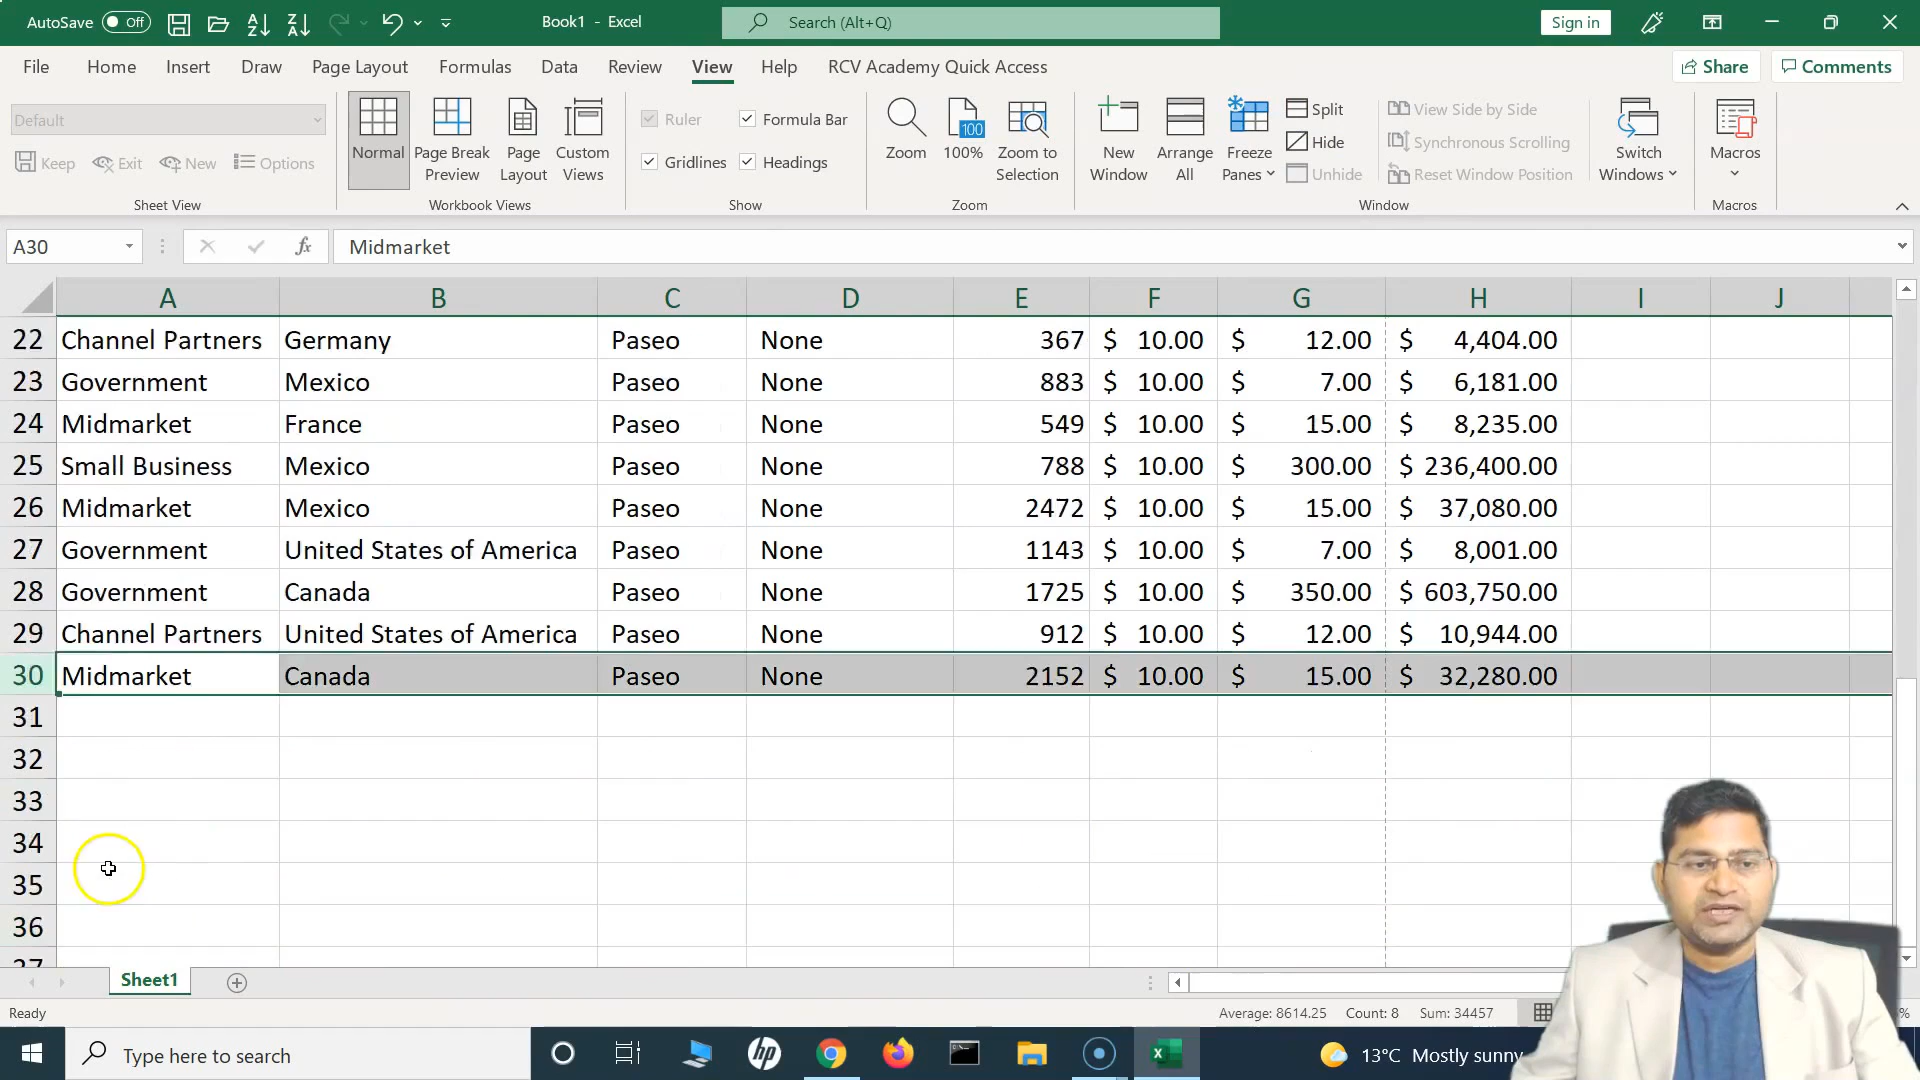 AutoSave Off Book1 - Excel Search (Alt+Q) Sign in
File Home Insert Draw Page Layout Formulas Data Review View Help RCV Academy Quick Access Share Comments
Default
Keep Exit New Options
Sheet View
Normal
Page Break Preview
Page Layout
Custom Views
Workbook Views
Ruler Formula Bar
Gridlines Headings
Show
Zoom
100
100%
Zoom to Selection
Zoom
New Window
Arrange All
Freeze Panes
Split
Hide
Unhide
View Side by Side
Synchronous Scrolling
Reset Window Position
Switch Windows
Window
Macros
Macros
A30 fx Midmarket
A B C D E F G H I J
22 Channel Partners Germany Paseo None 367 $ 10.00 $ 12.00 $ 4,404.00
23 Government Mexico Paseo None 883 $ 10.00 $ 7.00 $ 6,181.00
24 Midmarket France Paseo None 549 $ 10.00 $ 15.00 $ 8,235.00
25 Small Business Mexico Paseo None 788 $ 10.00 $ 300.00 $ 236,400.00
26 Midmarket Mexico Paseo None 2472 $ 10.00 $ 15.00 $ 37,080.00
27 Government United States of America Paseo None 1143 $ 10.00 $ 7.00 $ 8,001.00
28 Government Canada Paseo None 1725 $ 10.00 $ 350.00 $ 603,750.00
29 Channel Partners United States of America Paseo None 912 $ 10.00 $ 12.00 $ 10,944.00
30 Midmarket Canada Paseo None 2152 $ 10.00 $ 15.00 $ 32,280.00
31
32
33
34
35
36
37
Sheet1
Ready Average: 8614.25 Count: 8 Sum: 34457 %
Type here to search hp 13°C Mostly sunny